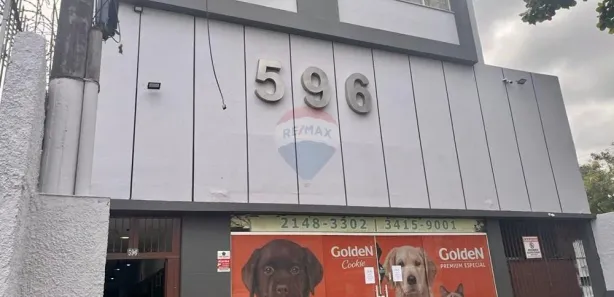 596
RE/MAX
2148-3302 | 3415-9001
GoldeN
Cookie
GoldeN
PREMIUM ESPECIAL